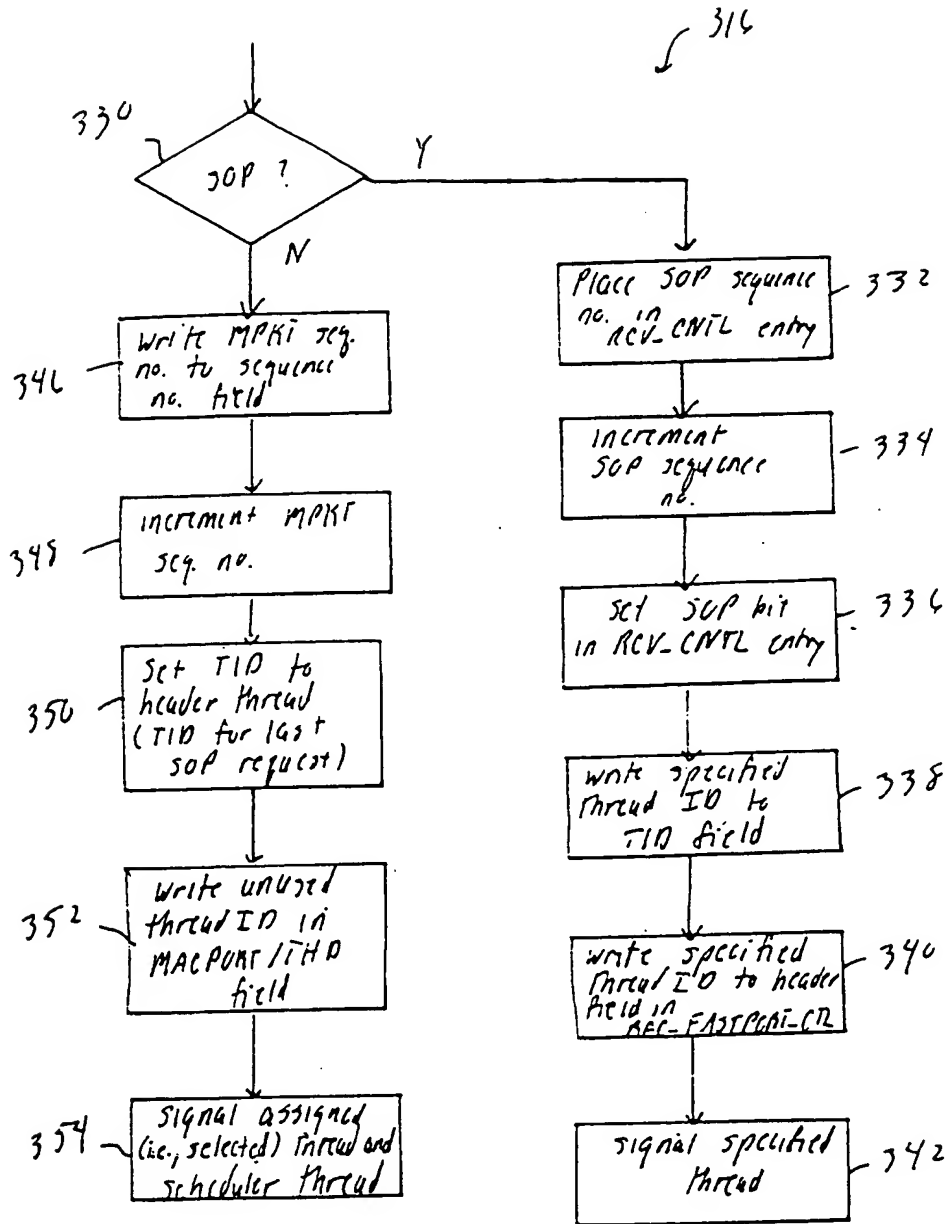 316
330
SOP ?
Y
N
Place SOP sequence
no. in
RCV_CNTL entry
332
Write MPKT seq.
no. to sequence
no. field
346
increment
SOP sequence
no.
334
increment MPKT
seq. no.
348
set SOP bit
in RCV_CNTL entry
336
Set TID to
header thread
(TID for last
SOP request)
350
write specified
thread ID to
TID field
338
Write unused
thread ID in
MACPORT/THD
field
352
write specified
thread ID to header
field in
REC_FASTPORT_CTL
340
signal assigned
(i.e., selected) thread and
scheduler thread
354
signal specified
thread
342